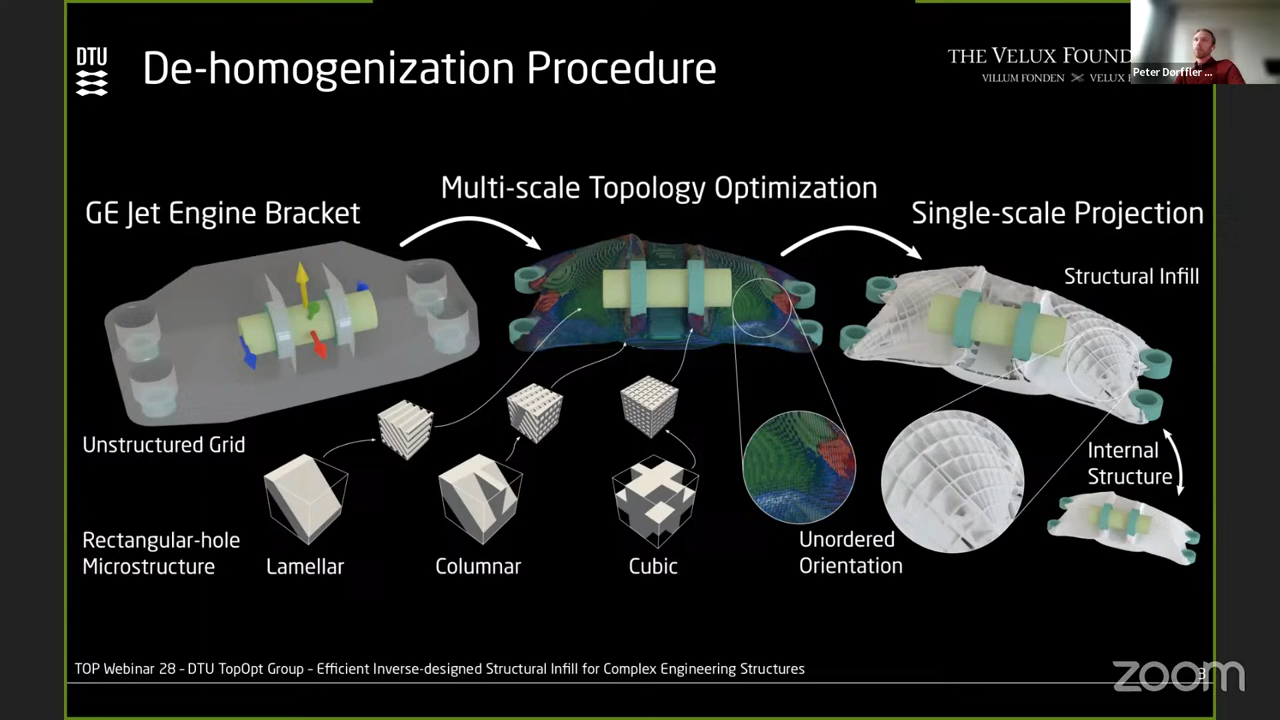 DTU
De-homogenization Procedure
THE VELUX FOUND
VILLUM FONDEN VELUX
Peter Dorffler ...
Multi-scale Topology Optimization
GE Jet Engine Bracket
Single-scale Projection
Structural Infill
Unstructured Grid
Internal
Structure
Rectangular-hole
Microstructure
Lamellar
Columnar
Cubic
Unordered
Orientation
TOP Webinar 28 – DTU TopOpt Group – Efficient Inverse-designed Structural Infill for Complex Engineering Structures
3
zoom